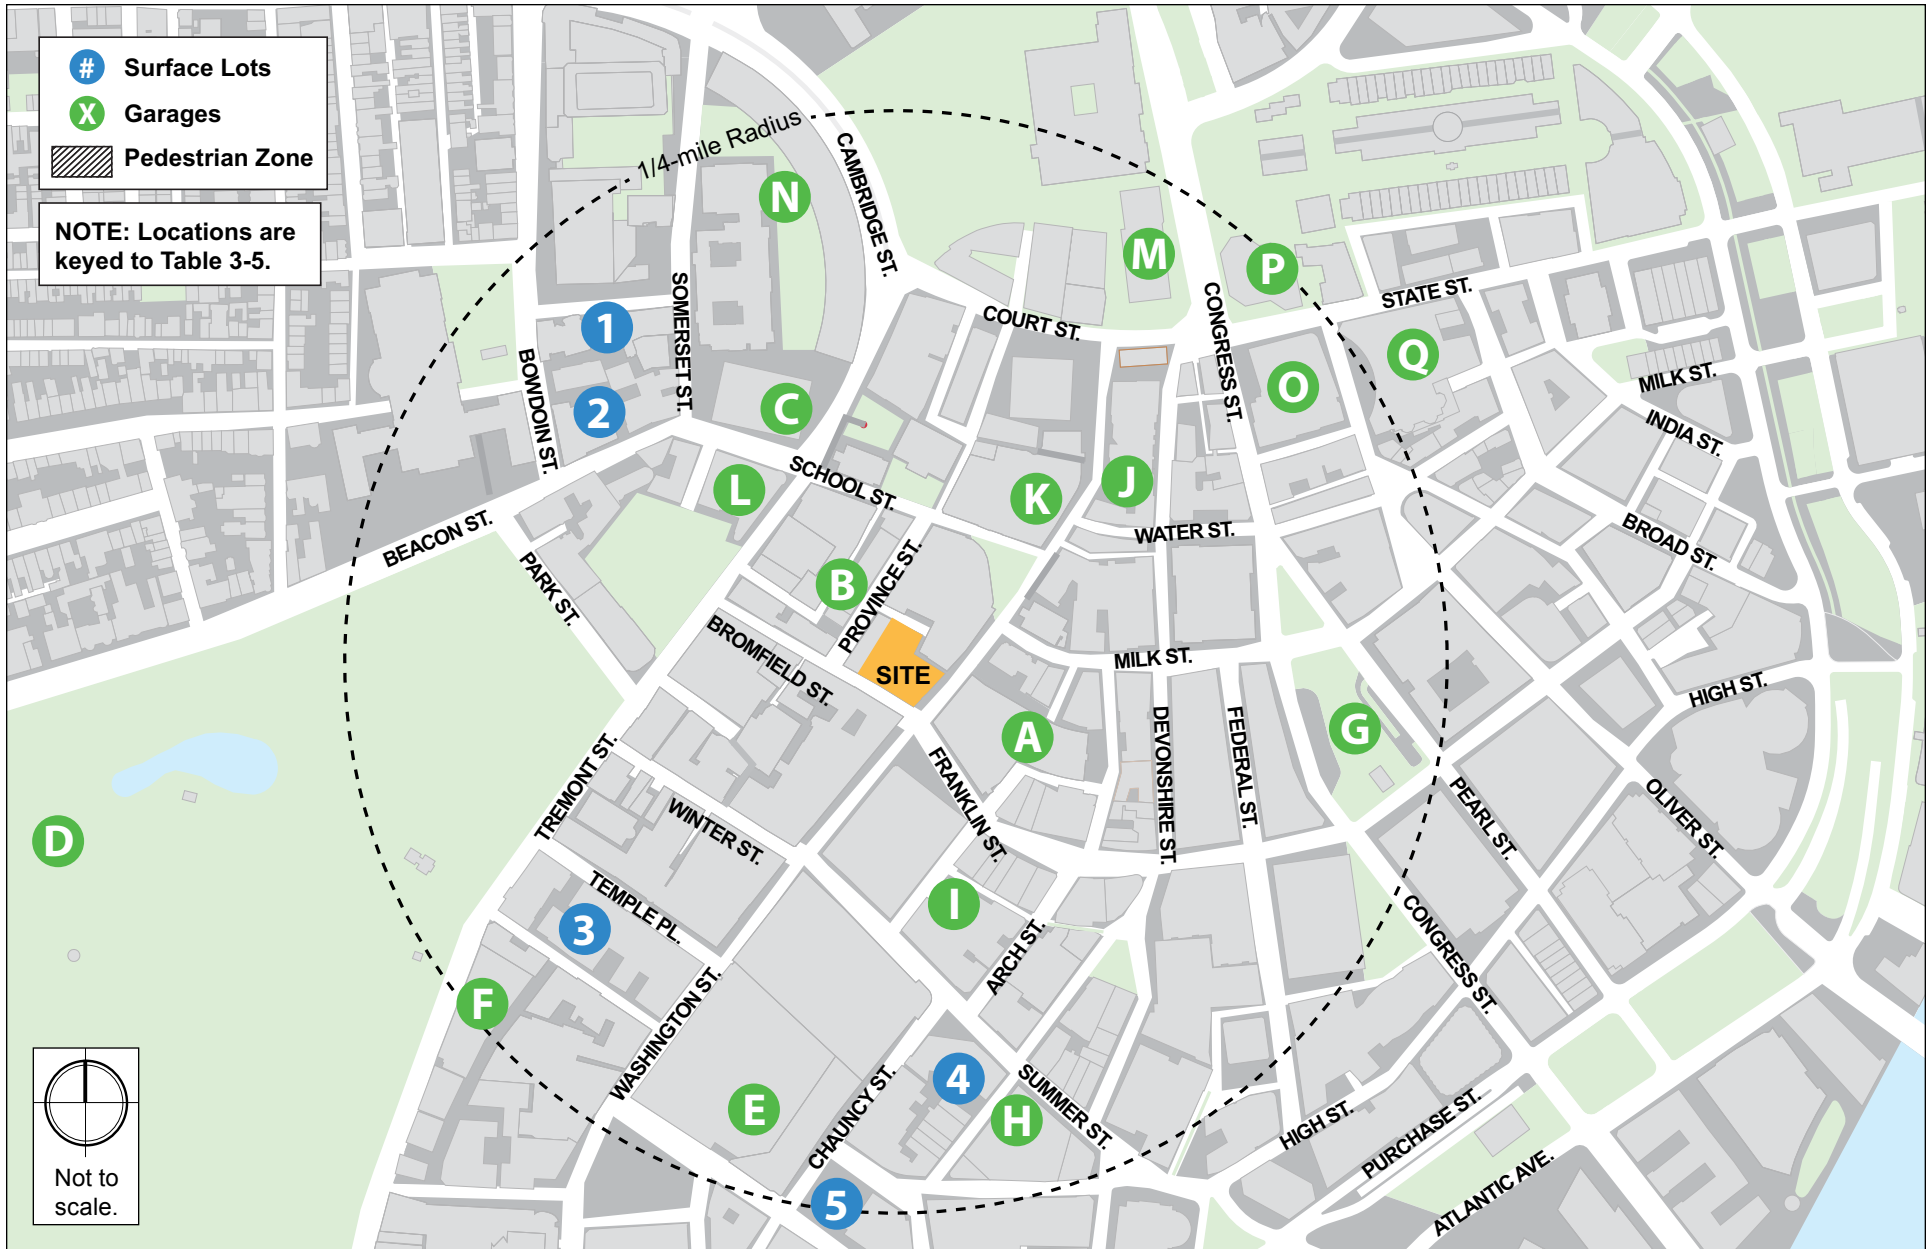 # Surface Lots
X Garages
Pedestrian Zone
NOTE: Locations are
keyed to Table 3-5.
1/4-mile Radius
CAMBRIDGE ST.
N
M
P
SOMERSET ST.
CONGRESS ST.
STATE ST.
COURT ST.
1
BOWDOIN ST.
2
C
O
Q
MILK ST.
INDIA ST.
L
SCHOOL ST.
K
J
WATER ST.
BROAD ST.
BEACON ST.
PARK ST.
B
PROVINCE ST.
BROMFIELD ST.
SITE
MILK ST.
HIGH ST.
A
DEVONSHIRE ST.
FEDERAL ST.
G
TREMONT ST.
FRANKLIN ST.
PEARL ST.
OLIVER ST.
D
WINTER ST.
TEMPLE PL.
3
I
ARCH ST.
CONGRESS ST.
F
WASHINGTON ST.
E
CHAUNCY ST.
4
H
SUMMER ST.
HIGH ST.
PURCHASE ST.
ATLANTIC AVE.
5
Not to
scale.